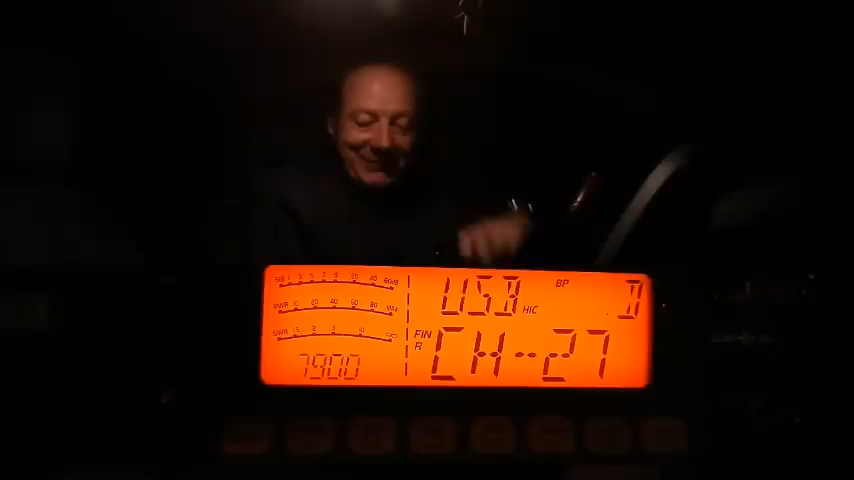 SIG 1 3 5 7 9 20 40 60dB
PWR 10 20 40 60 80 MAX
SWR 1.5 2 3 10 ∞
7900
USB HIC BP D
FIN
R
CH-27